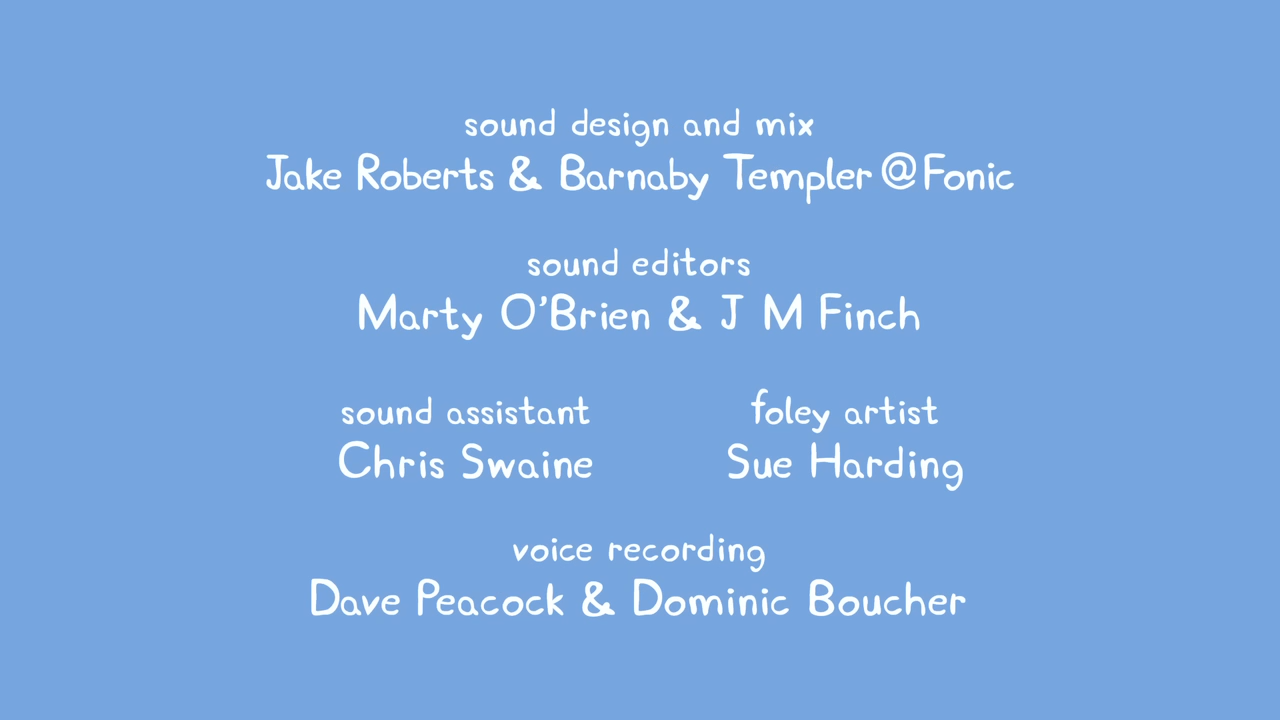 sound design and mix
Jake Roberts & Barnaby Templer @ Fonic
sound editors
Marty O'Brien & J M Finch
sound assistant
Chris Swaine
foley artist
Sue Harding
voice recording
Dave Peacock & Dominic Boucher